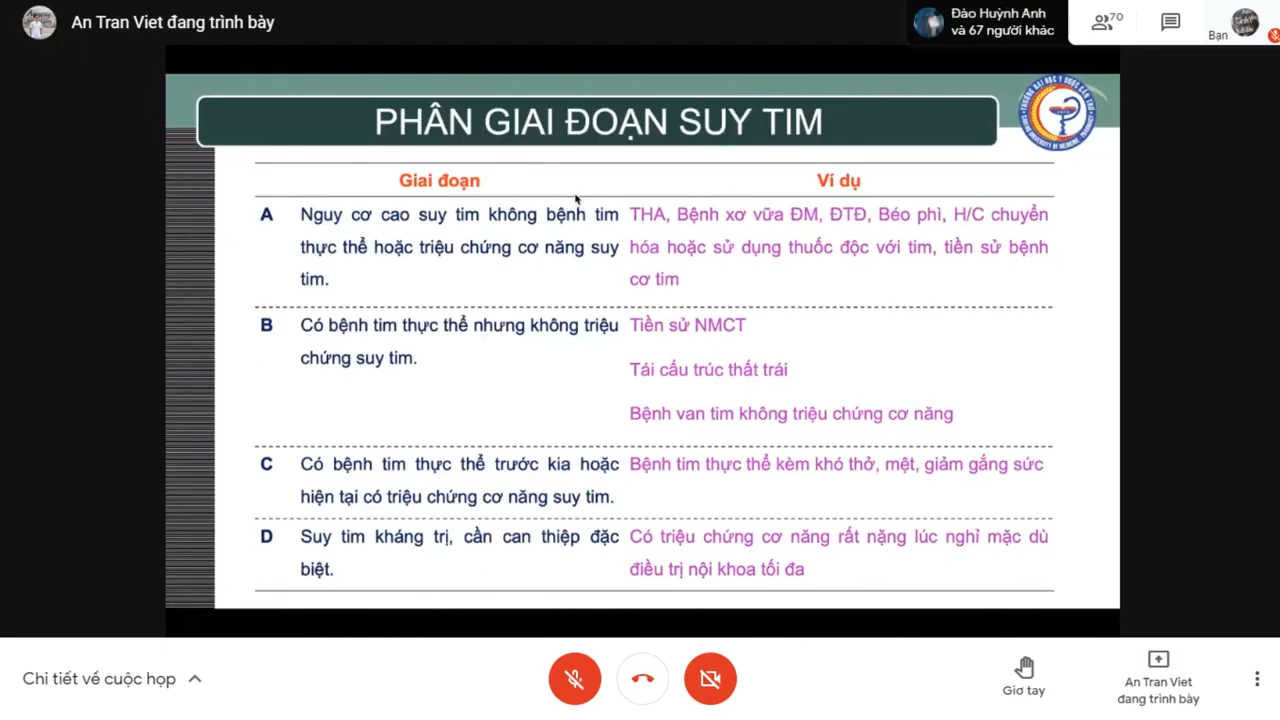 An Tran Viet đang trình bày
Đào Huỳnh Anh
và 67 người khác
70
Bạn
PHÂN GIAI ĐOẠN SUY TIM
TRƯỜNG ĐẠI HỌC Y DƯỢC CẦN THƠ
Giai đoạn Ví dụ
A Nguy cơ cao suy tim không bệnh tim THA, Bệnh xơ vữa ĐM, ĐTĐ, Béo phì, H/C chuyển
thực thể hoặc triệu chứng cơ năng suy hóa hoặc sử dụng thuốc độc với tim, tiền sử bệnh
tim. cơ tim
B Có bệnh tim thực thể nhưng không triệu Tiền sử NMCT
chứng suy tim.
Tái cấu trúc thất trái
Bệnh van tim không triệu chứng cơ năng
C Có bệnh tim thực thể trước kia hoặc Bệnh tim thực thể kèm khó thở, mệt, giảm gắng sức
hiện tại có triệu chứng cơ năng suy tim.
D Suy tim kháng trị, cần can thiệp đặc Có triệu chứng cơ năng rất nặng lúc nghỉ mặc dù
biệt. điều trị nội khoa tối đa
Chi tiết về cuộc họp
Giơ tay
An Tran Viet
đang trình bày